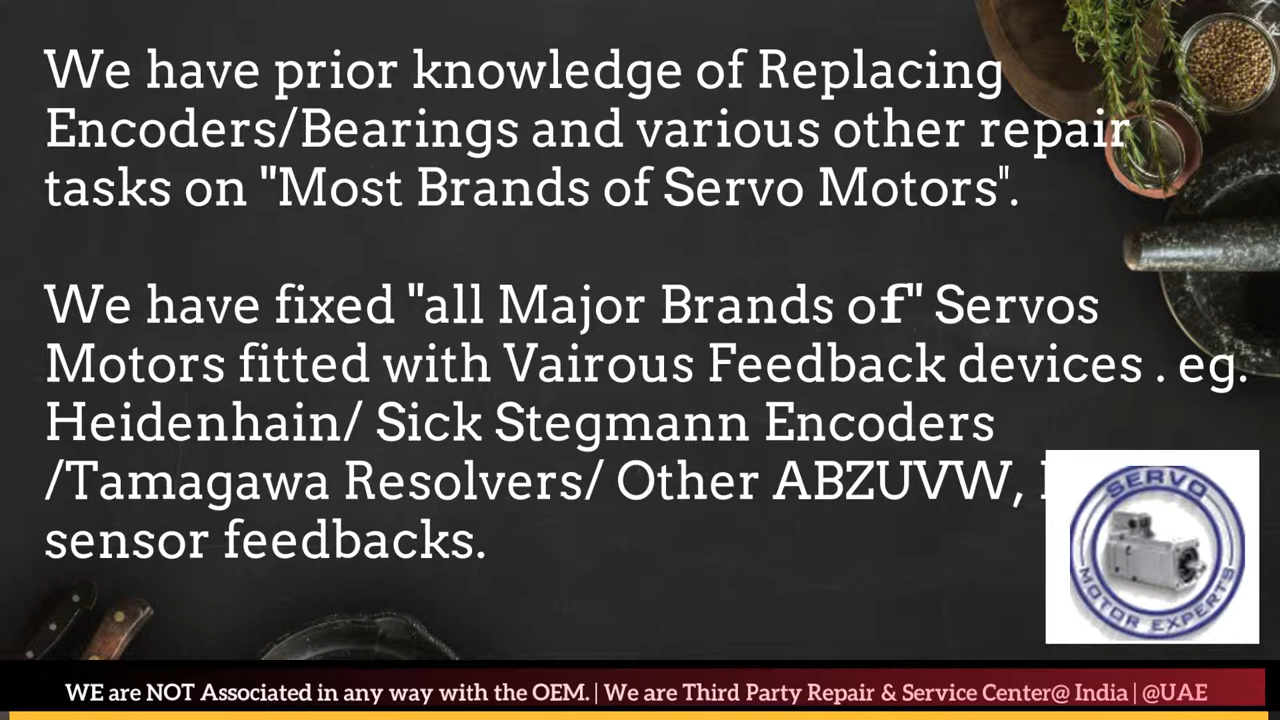 We have prior knowledge of Replacing
Encoders/Bearings and various other repair
tasks on "Most Brands of Servo Motors".
We have fixed "all Major Brands of" Servos
Motors fitted with Vairous Feedback devices . eg.
Heidenhain/ Sick Stegmann Encoders
/Tamagawa Resolvers/ Other ABZUVW,
sensor feedbacks.
SERVO
MOTOR EXPERTS
WE are NOT Associated in any way with the OEM. | We are Third Party Repair & Service Center@ India | @UAE